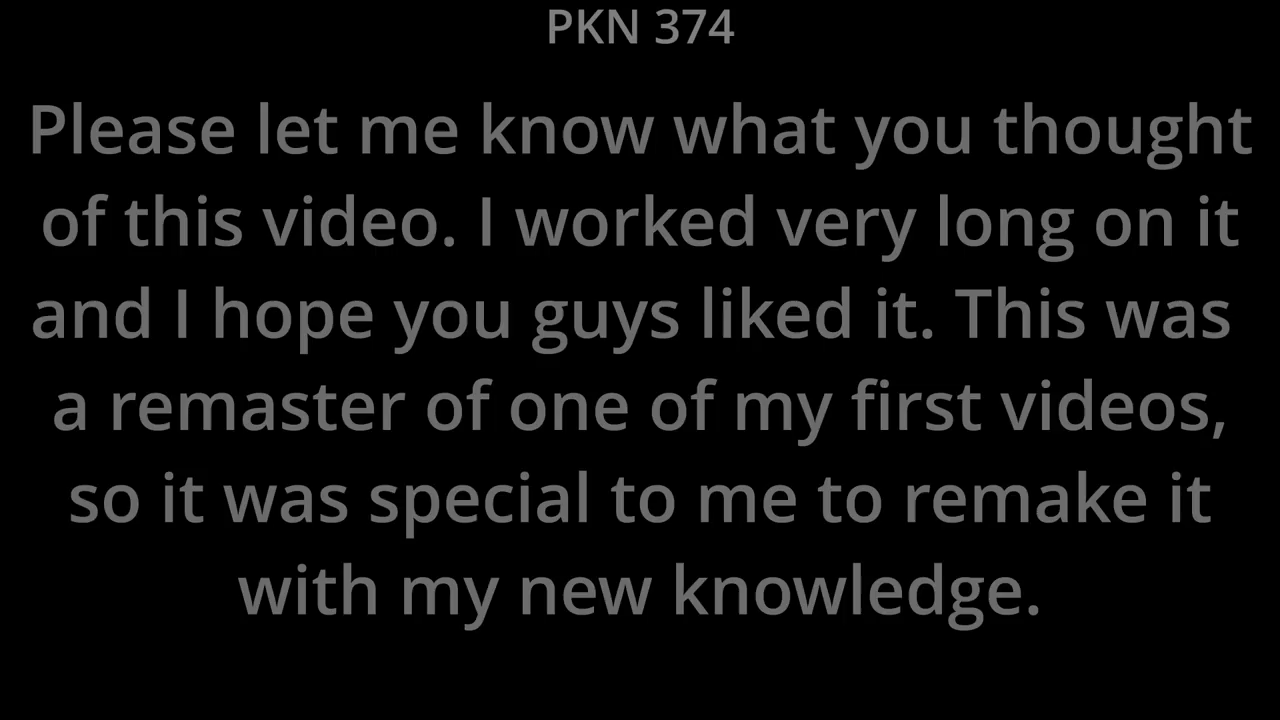 PKN 374
Please let me know what you thought
of this video. I worked very long on it
and I hope you guys liked it. This was
a remaster of one of my first videos,
so it was special to me to remake it
with my new knowledge.